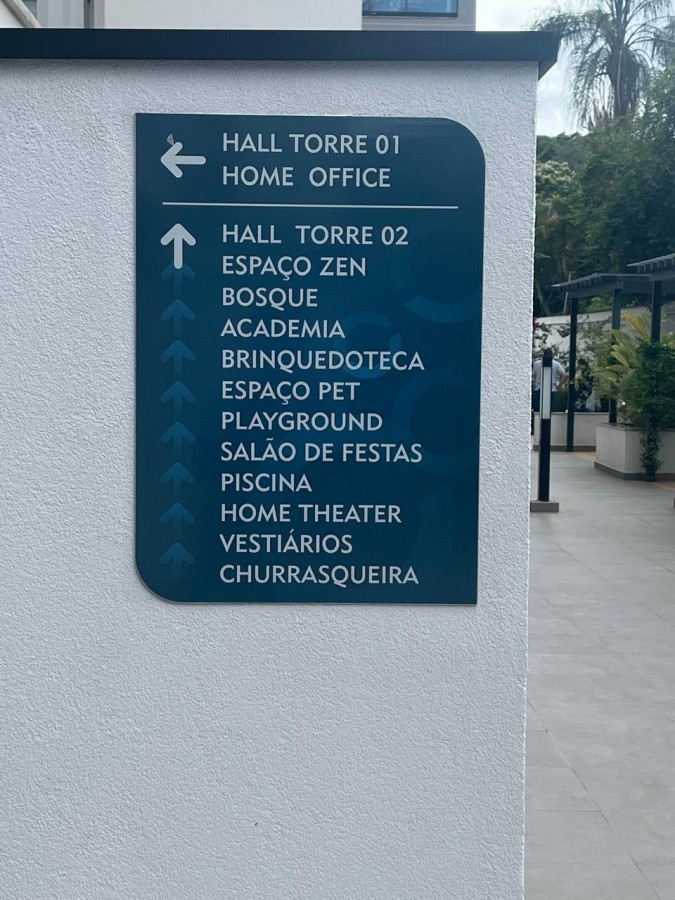 HALL TORRE 01
HOME OFFICE
HALL TORRE 02
ESPAÇO ZEN
BOSQUE
ACADEMIA
BRINQUEDOTECA
ESPAÇO PET
PLAYGROUND
SALÃO DE FESTAS
PISCINA
HOME THEATER
VESTIÁRIOS
CHURRASQUEIRA